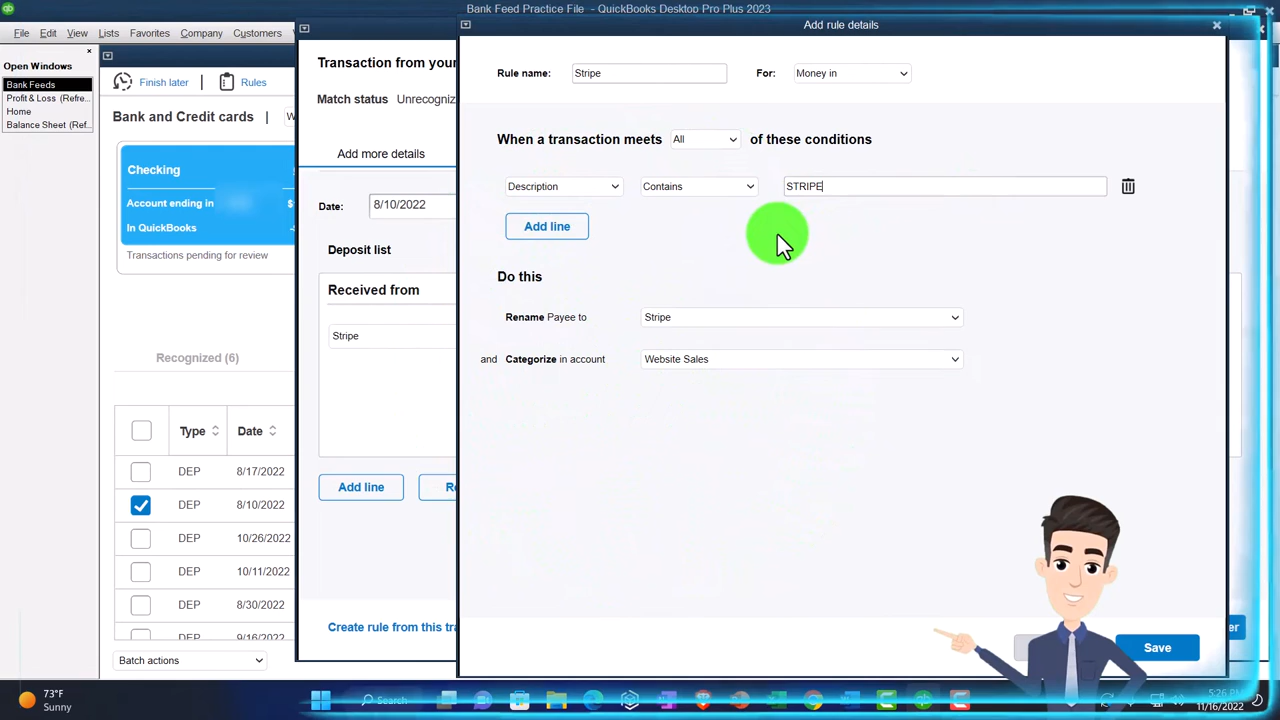 Bank Feed Practice File - QuickBooks Desktop Pro Plus 2023
File Edit View Lists Favorites Company Customers
Add rule details
Open Windows
Bank Feeds
Profit & Loss (Refre...
Home
Balance Sheet (Ref...
Finish later | Rules
Bank and Credit cards |
Checking
Account ending in
In QuickBooks
Transactions pending for review
Recognized (6)
Type Date
DEP 8/17/2022
DEP 8/10/2022
DEP 10/26/2022
DEP 10/11/2022
DEP 8/30/2022
DEP 9/16/2022
Batch actions
Transaction from your
Match status Unrecogniz
Add more details
Date: 8/10/2022
Deposit list
Received from
Stripe
Add line
Create rule from this tra
Rule name: Stripe For: Money in
When a transaction meets All of these conditions
Description Contains STRIPE
Add line
Do this
Rename Payee to Stripe
and Categorize in account Website Sales
Save
73°F
Sunny
Search
5:26 PM
11/16/2022